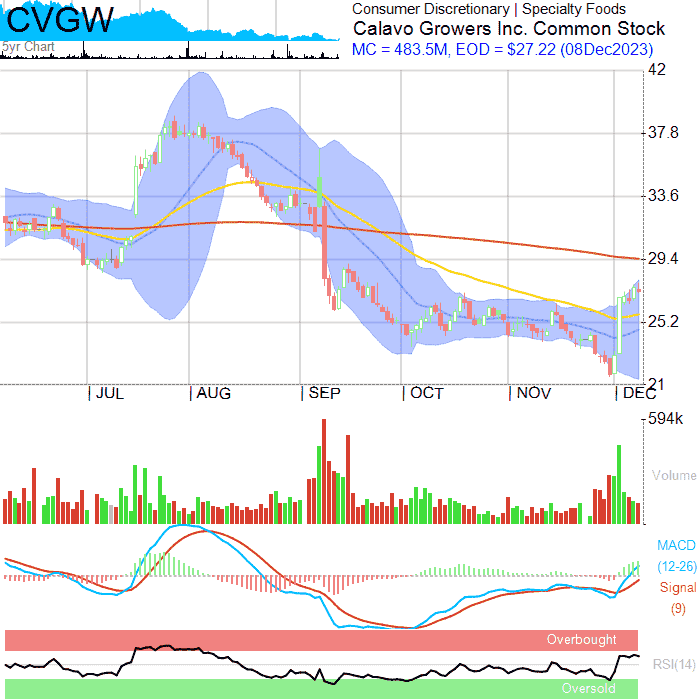 CVGW
5yr Chart
Consumer Discretionary | Specialty Foods
Calavo Growers Inc. Common Stock
MC = 483.5M, EOD = $27.22 (08Dec2023)
42
37.8
33.6
29.4
25.2
21
| JUL | AUG | SEP | OCT | NOV | DEC
594k
Volume
MACD
(12-26)
Signal
(9)
Overbought
RSI(14)
Oversold